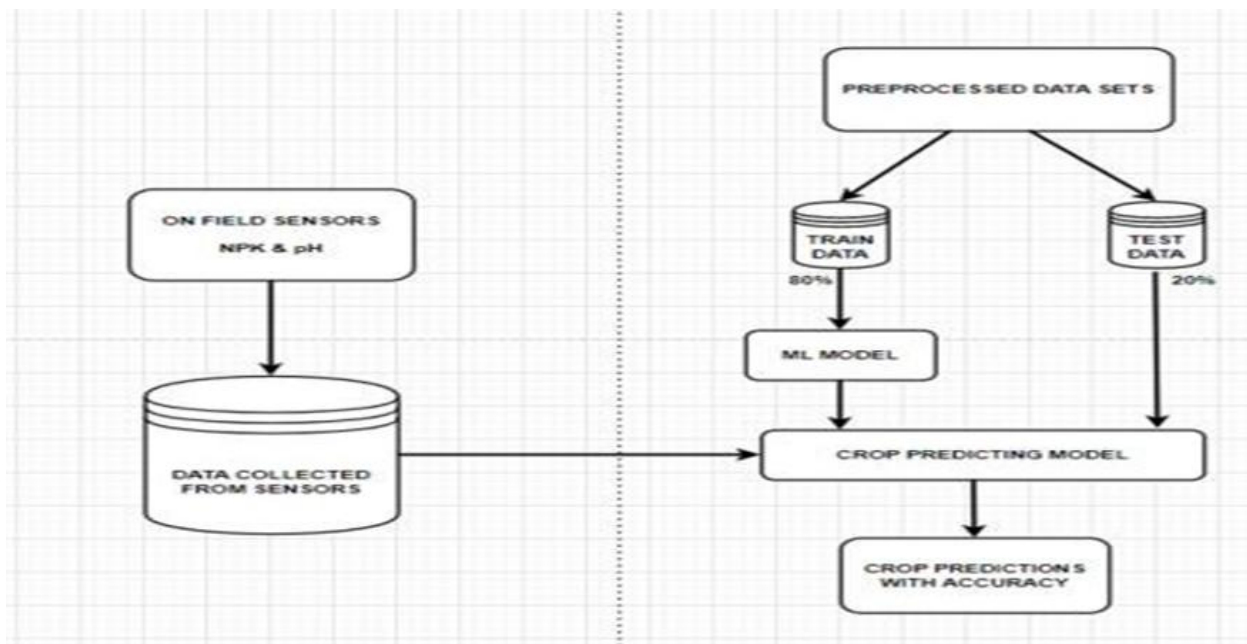 PREPROCESSED DATA SETS
ON FIELD SENSORS
NPK & pH
TRAIN
DATA
80%
TEST
DATA
20%
ML MODEL
DATA COLLECTED
FROM SENSORS
CROP PREDICTING MODEL
CROP PREDICTIONS
WITH ACCURACY